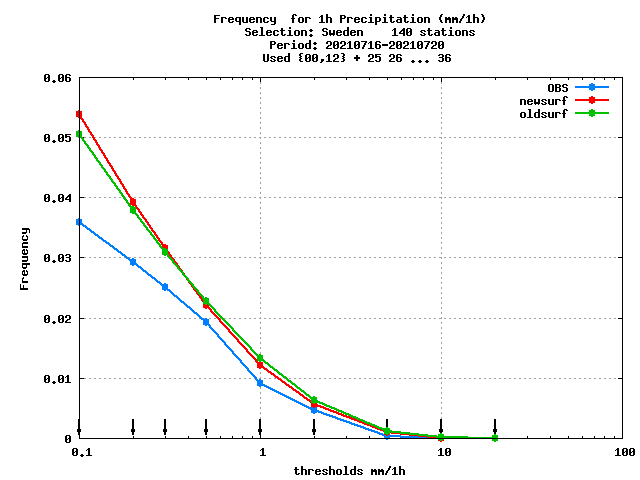 Frequency  for 1h Precipitation (mm/1h)
Selection: Sweden    140 stations
Period: 20210716-20210720
Used {00,12} + 25 26 ... 36
OBS
newsurf
oldsurf
Frequency
0.06
0.05
0.04
0.03
0.02
0.01
0
0.1 1 10 100
thresholds mm/1h